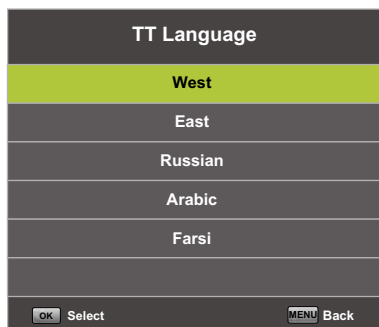 TT Language
West
East
Russian
Arabic
Farsi
OK Select MENU Back